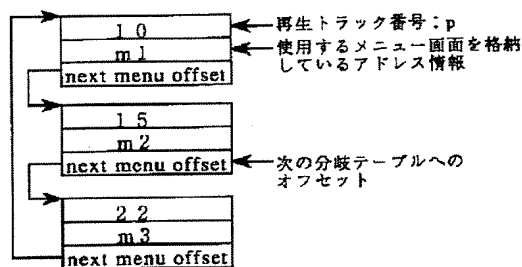 10
m1
next menu offset
再生トラック番号：p
使用するメニュー画面を格納
しているアドレス情報
15
m2
next menu offset
次の分岐テーブルへの
オフセット
22
m3
next menu offset